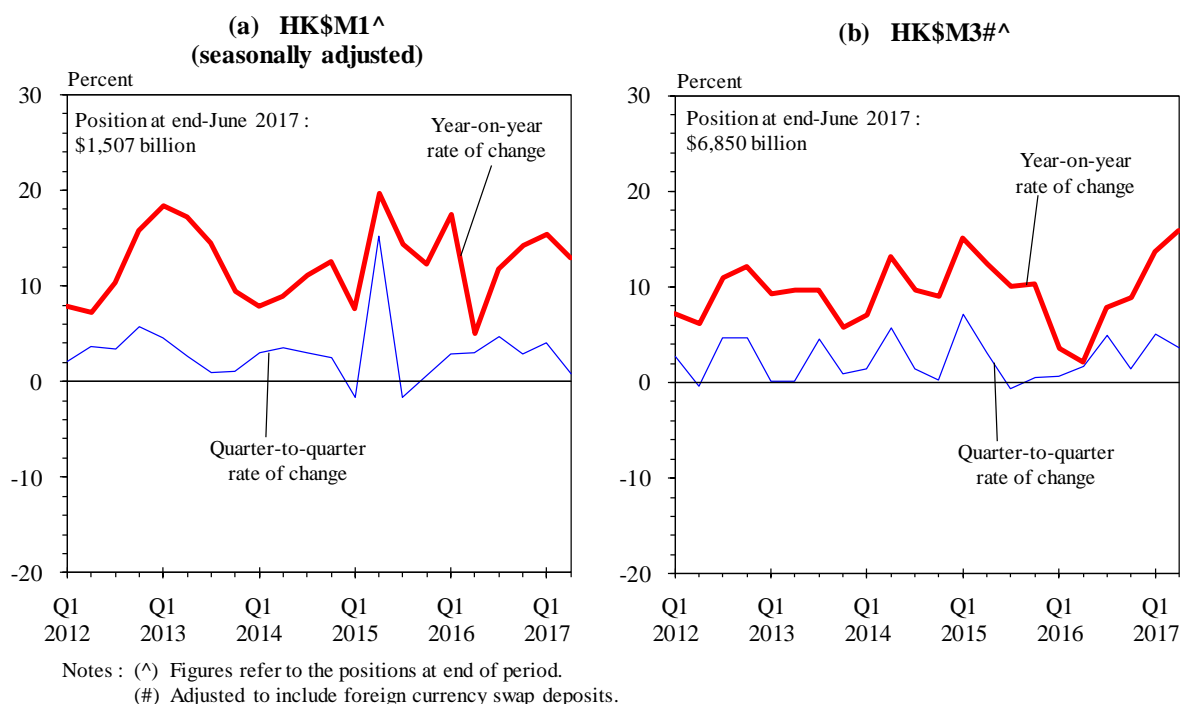 (a) HK$M1^
(seasonally adjusted)
Percent
30
20
10
0
-10
-20
Position at end-June 2017 :
$1,507 billion
Year-on-year
rate of change
Quarter-to-quarter
rate of change
Q1 Q1 Q1 Q1 Q1 Q1
2012 2013 2014 2015 2016 2017
(b) HK$M3#^
Percent
30
20
10
0
-10
-20
Position at end-June 2017 :
$6,850 billion
Year-on-year
rate of change
Quarter-to-quarter
rate of change
Q1 Q1 Q1 Q1 Q1 Q1
2012 2013 2014 2015 2016 2017
Notes : (^) Figures refer to the positions at end of period.
(#) Adjusted to include foreign currency swap deposits.